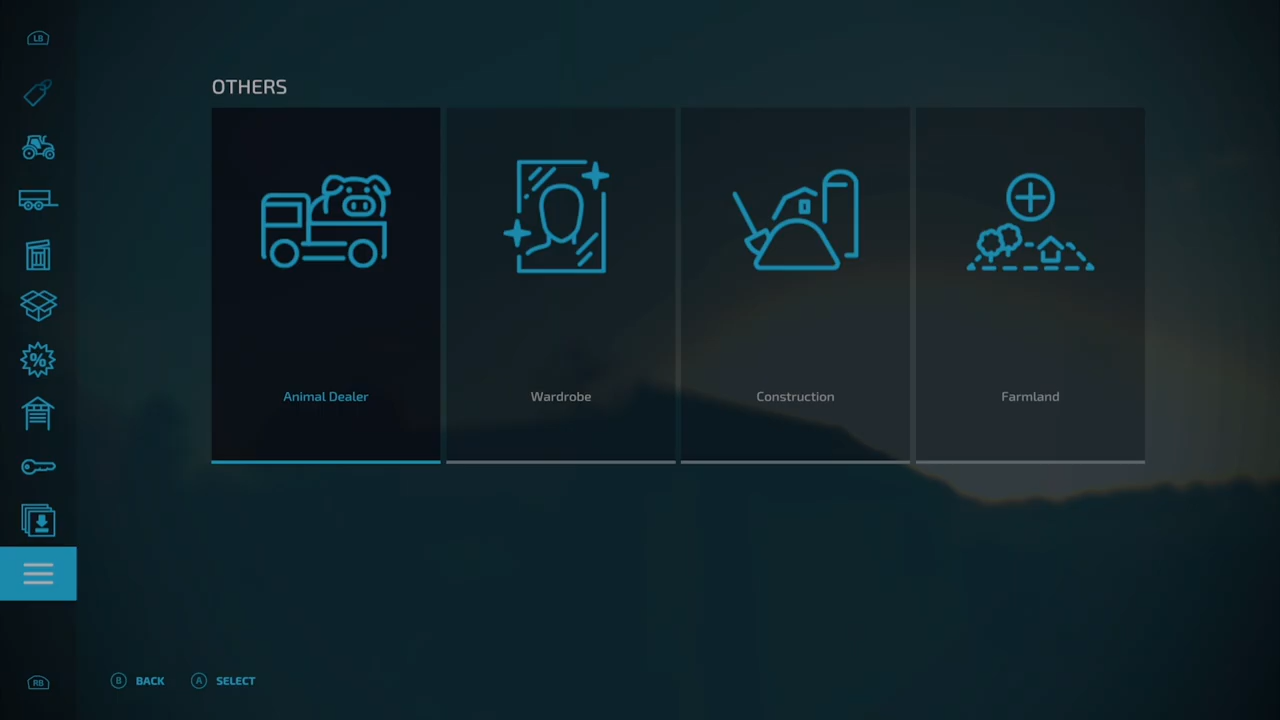 LB
OTHERS
%
Animal Dealer
Wardrobe
Construction
Farmland
RB
B BACK
A SELECT